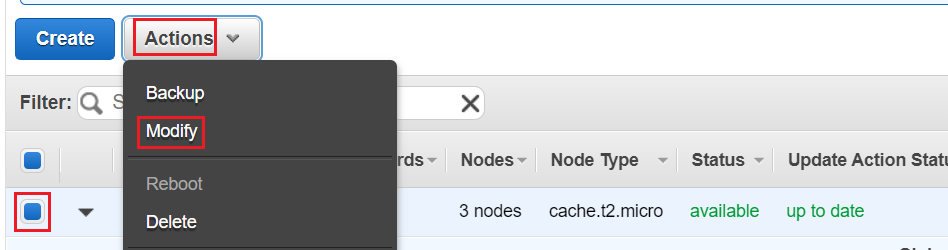 Create Actions
Backup
Filter: S
Modify
rds Nodes Node Type Status Update Action Statu
Reboot
3 nodes cache.t2.micro available up to date
Delete